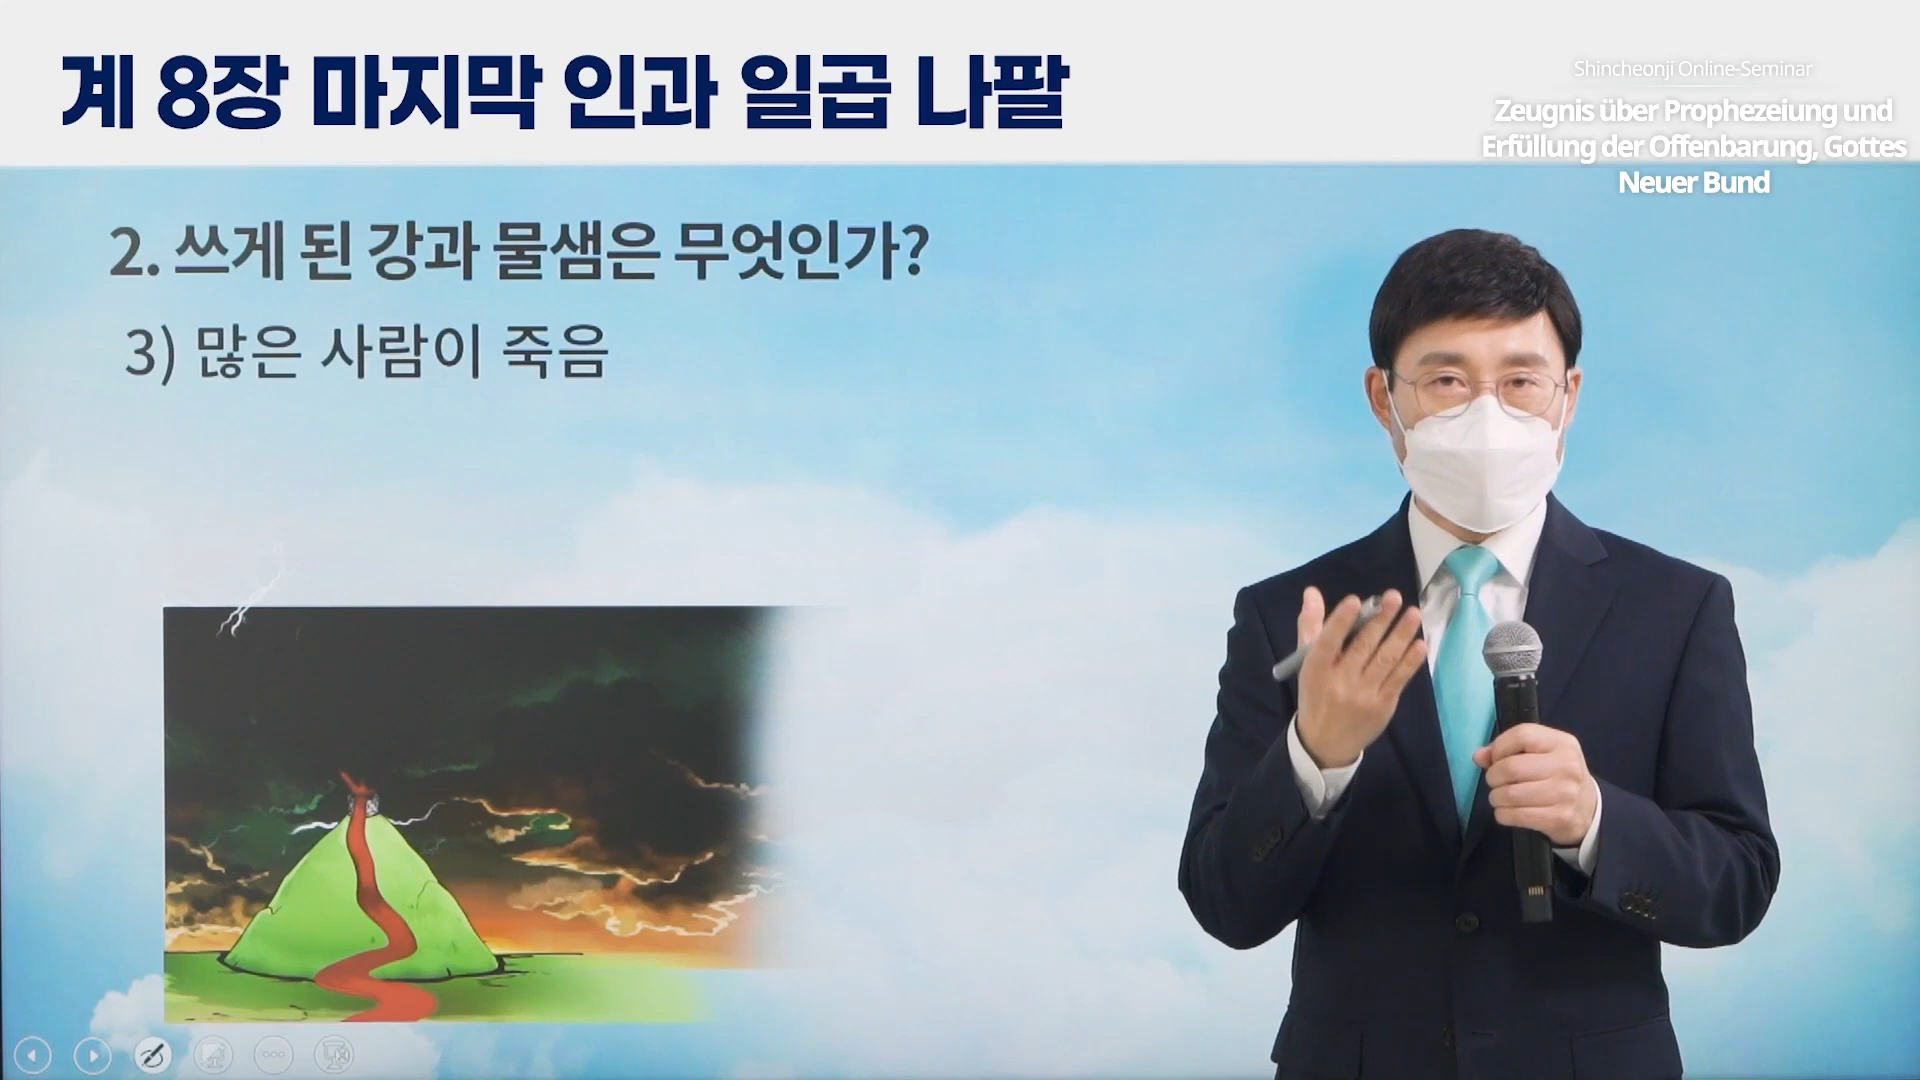 계 8장 마지막 인과 일곱 나팔
Shincheonji Online-Seminar
Zeugnis über Prophezeiung und
Erfüllung der Offenbarung, Gottes
Neuer Bund
2. 쓰게 된 강과 물샘은 무엇인가?
3) 많은 사람이 죽음